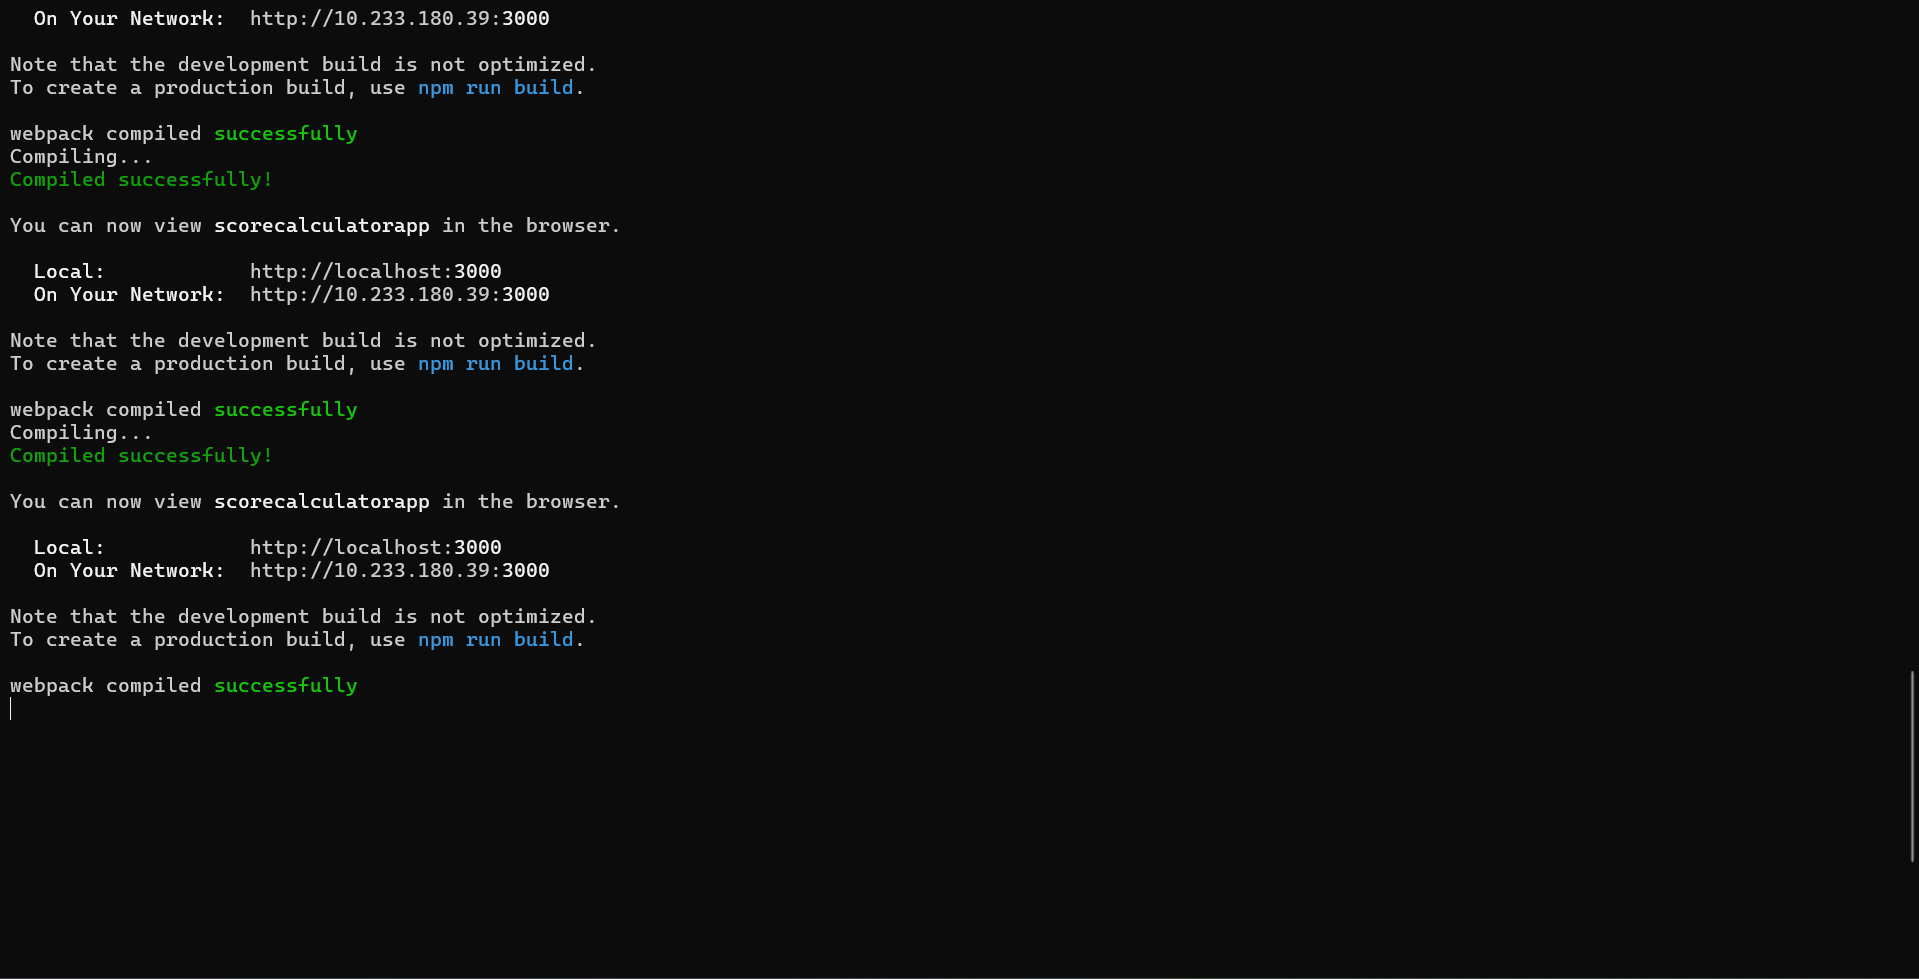 On Your Network:  http://10.233.180.39:3000
Note that the development build is not optimized.
To create a production build, use npm run build.
webpack compiled successfully
Compiling...
Compiled successfully!
You can now view scorecalculatorapp in the browser.
Local:            http://localhost:3000
On Your Network:  http://10.233.180.39:3000
Note that the development build is not optimized.
To create a production build, use npm run build.
webpack compiled successfully
Compiling...
Compiled successfully!
You can now view scorecalculatorapp in the browser.
Local:            http://localhost:3000
On Your Network:  http://10.233.180.39:3000
Note that the development build is not optimized.
To create a production build, use npm run build.
webpack compiled successfully